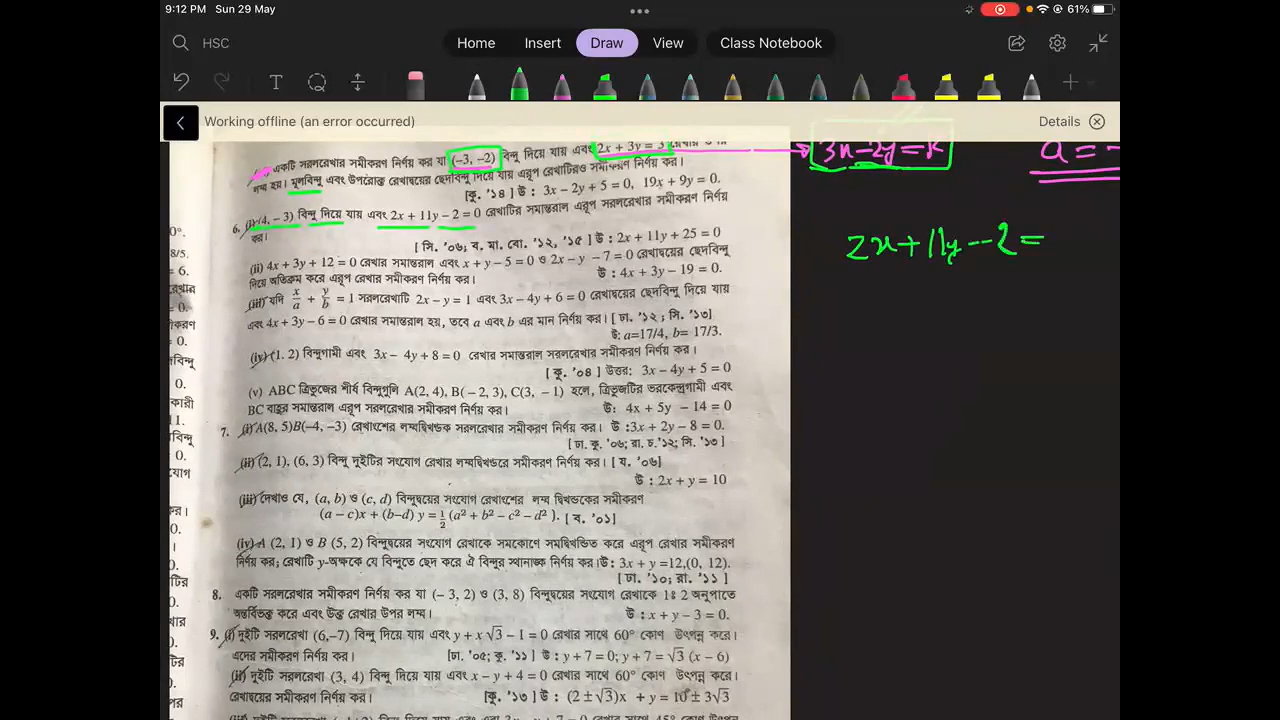 9:12 PM Sun 29 May
61%
HSC
Home Insert Draw View Class Notebook
Working offline (an error occurred)
Details
একটি সরলরেখার সমীকরণ নির্ণয় কর যা (–3, –2) বিন্দু দিয়ে যায় এবং 2x + 3y = 3
লম্ব হয়। মূলবিন্দু এবং উপরোক্ত রেখাদ্বয়ের ছেদবিন্দু দিয়ে যায় এরূপ রেখাটিরও সমীকরণ নির্ণয় কর।
[কু. '১৪] উ : 3x – 2y + 5 = 0, 19x + 9y = 0.
6. (i) (4, – 3) বিন্দু দিয়ে যায় এবং 2x + 11y – 2 = 0 রেখাটির সমান্তরাল এরূপ সরলরেখার সমীকরণ নির্ণয়
কর।
[ সি. '০৬; ব. মা. বো. '১২, '১৫ ] উ : 2x + 11y + 25 = 0.
(ii) 4x + 3y + 12 = 0 রেখার সমান্তরাল এবং x + y – 5 = 0 ও 2x – y – 7 = 0 রেখাদ্বয়ের ছেদবিন্দু
দিয়ে অতিক্রম করে এরূপ রেখার সমীকরণ নির্ণয় কর। উ : 4x + 3y – 19 = 0.
(iii) যদি x/a + y/b = 1 সরলরেখাটি 2x – y = 1 এবং 3x – 4y + 6 = 0 রেখাদ্বয়ের ছেদবিন্দু দিয়ে যায়
এবং 4x + 3y – 6 = 0 রেখার সমান্তরাল হয়, তবে a এবং b এর মান নির্ণয় কর। [ ঢা. '১২ ; সি. '১৩ ]
উ: a=17/4, b= 17/3.
(iv) (1. 2) বিন্দুগামী এবং 3x – 4y + 8 = 0 রেখার সমান্তরাল সরলরেখার সমীকরণ নির্ণয় কর।
[ কু. '০৪ ] উত্তর: 3x – 4y + 5 = 0
(v) ABC ত্রিভুজের শীর্ষ বিন্দুগুলি A(2, 4), B( – 2, 3), C(3, – 1) হলে, ত্রিভুজটির ভরকেন্দ্রগামী এবং
BC বাহুর সমান্তরাল এরূপ সরলরেখার সমীকরণ নির্ণয় কর। উ: 4x + 5y – 14 = 0
7. (i) A(8, 5)B(–4, –3) রেখাংশের লম্বদ্বিখন্ডক সরলরেখার সমীকরণ নির্ণয় কর। উ :3x + 2y – 8 = 0.
[ঢা. কু. '০৬; রা. চ.'১২; সি. '১৩]
(ii) (2, 1), (6, 3) বিন্দু দুইটির সংযোগ রেখার লম্বদ্বিখন্ডরে সমীকরণ নির্ণয় কর। [ য. '০৬]
উ : 2x + y = 10
(iii) দেখাও যে, (a, b) ও (c, d) বিন্দুদ্বয়ের সংযোগ রেখাংশের লম্ব দ্বিখন্ডকের সমীকরণ
(a – c)x + (b–d) y = ½ (a² + b² – c² – d² ). [ ব. '০১]
(iv) A (2, 1) ও B (5, 2) বিন্দুদ্বয়ের সংযোগ রেখাকে সমকোণে সমদ্বিখন্ডিত করে এরূপ রেখার সমীকরণ
নির্ণয় কর; রেখাটি y-অক্ষকে যে বিন্দুতে ছেদ করে ঐ বিন্দুর স্থানাঙ্ক নির্ণয় কর।উ: 3x + y =12,(0, 12).
[ ঢা. '১০; রা. '১১ ]
8. একটি সরলরেখার সমীকরণ নির্ণয় কর যা (– 3, 2) ও (3, 8) বিন্দুদ্বয়ের সংযোগ রেখাকে 1ঃ 2 অনুপাতে
অন্তর্বিভক্ত করে এবং উক্ত রেখার উপর লম্ব। উ : x + y – 3 = 0.
9. (i) দুইটি সরলরেখা (6,–7) বিন্দু দিয়ে যায় এবং y + x √3 – 1 = 0 রেখার সাথে 60° কোণ উৎপন্ন করে।
এদের সমীকরণ নির্ণয় কর। [ঢা. '০৫; কু. '১১ ] উ : y + 7 = 0; y + 7 = √3 (x – 6)
(ii) দুইটি সরলরেখা (3, 4) বিন্দু দিয়ে যায় এবং x – y + 4 = 0 রেখার সাথে 60° কোণ উৎপন্ন করে।
রেখাদ্বয়ের সমীকরণ নির্ণয় কর। [কু. '১৩ ] উ : (2 ± √3)x + y = 10 ± 3√3
3x – 2y = k
a = –
2x + 11y – 2 =